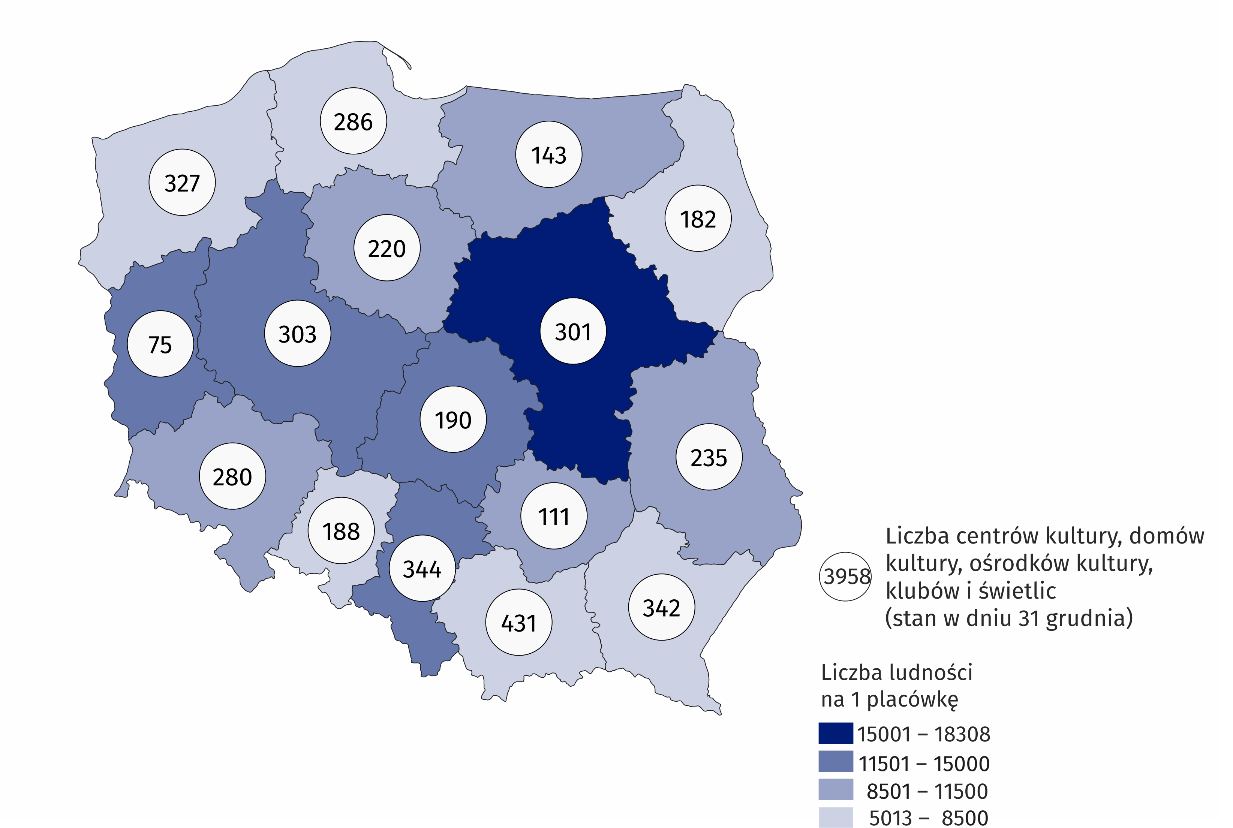 286
143
327
182
220
303
301
75
190
235
280
111
188
344
342
431
3958
Liczba centrów kultury, domów
kultury, ośrodków kultury,
klubów i świetlic
(stan w dniu 31 grudnia)
Liczba ludności
na 1 placówkę
15001 – 18308
11501 – 15000
8501 – 11500
5013 – 8500